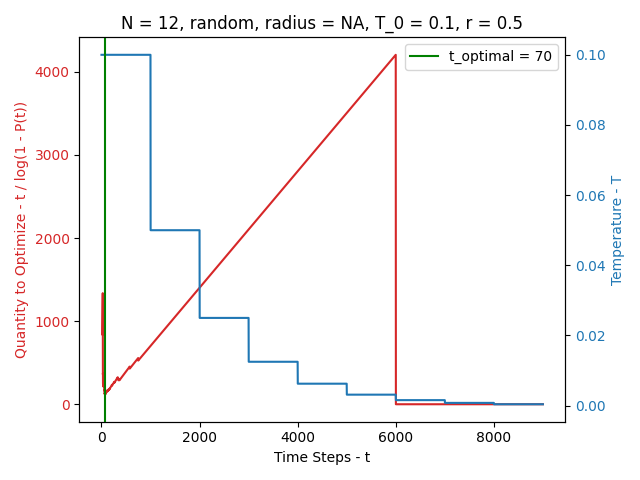 N = 12, random, radius = NA, T_0 = 0.1, r = 0.5
t_optimal = 70
Quantity to Optimize - t / log(1 - P(t))
4000
3000
2000
1000
0
0.10
0.08
0.06
0.04
0.02
0.00
Temperature - T
0 2000 4000 6000 8000
Time Steps - t